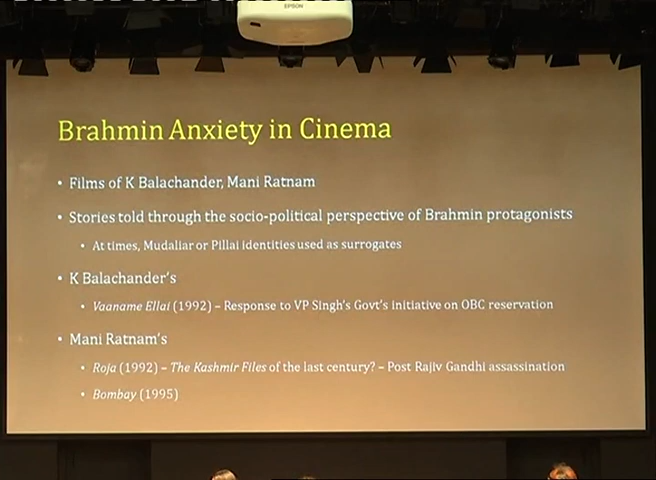 EPSON
Brahmin Anxiety in Cinema
• Films of K Balachander, Mani Ratnam
• Stories told through the socio-political perspective of Brahmin protagonists
• At times, Mudaliar or Pillai identities used as surrogates
• K Balachander's
• Vaaname Ellai (1992) – Response to VP Singh's Govt's initiative on OBC reservation
• Mani Ratnam's
• Roja (1992) – The Kashmir Files of the last century? – Post Rajiv Gandhi assassination
• Bombay (1995)